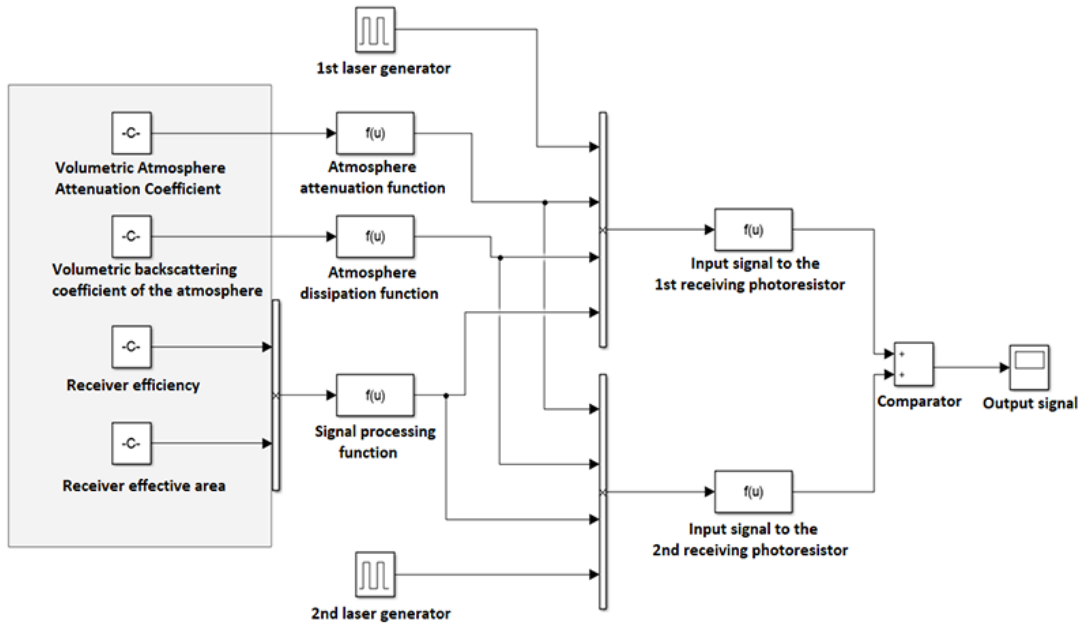 1st laser generator
-C-
f(u)
Volumetric Atmosphere
Attenuation Coefficient
Atmosphere
attenuation function
-C-
f(u)
f(u)
Volumetric backscattering
coefficient of the atmosphere
Atmosphere
dissipation function
Input signal to the
1st receiving photoresistor
-C-
Receiver efficiency
+
+
Comparator
Output signal
f(u)
Signal processing
function
-C-
Receiver effective area
f(u)
Input signal to the
2nd receiving photoresistor
2nd laser generator